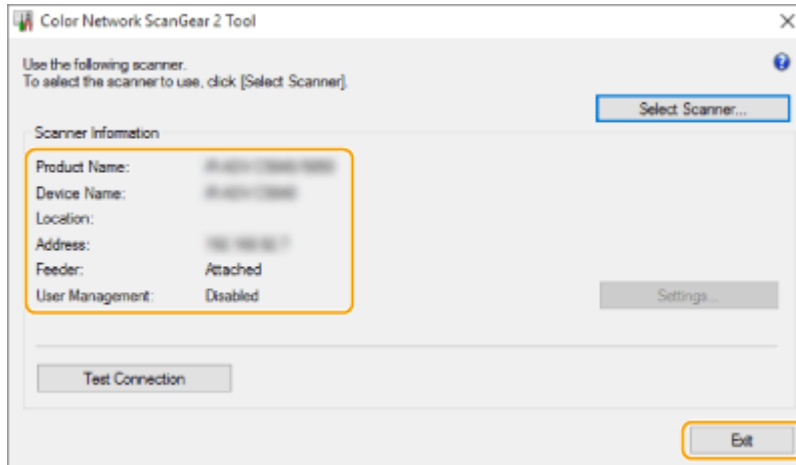 Color Network ScanGear 2 Tool
Use the following scanner.
To select the scanner to use, click [Select Scanner].
Select Scanner...
Scanner Information
Product Name:
Device Name:
Location:
Address:
Feeder: Attached
User Management: Disabled
Settings...
Test Connection
Exit